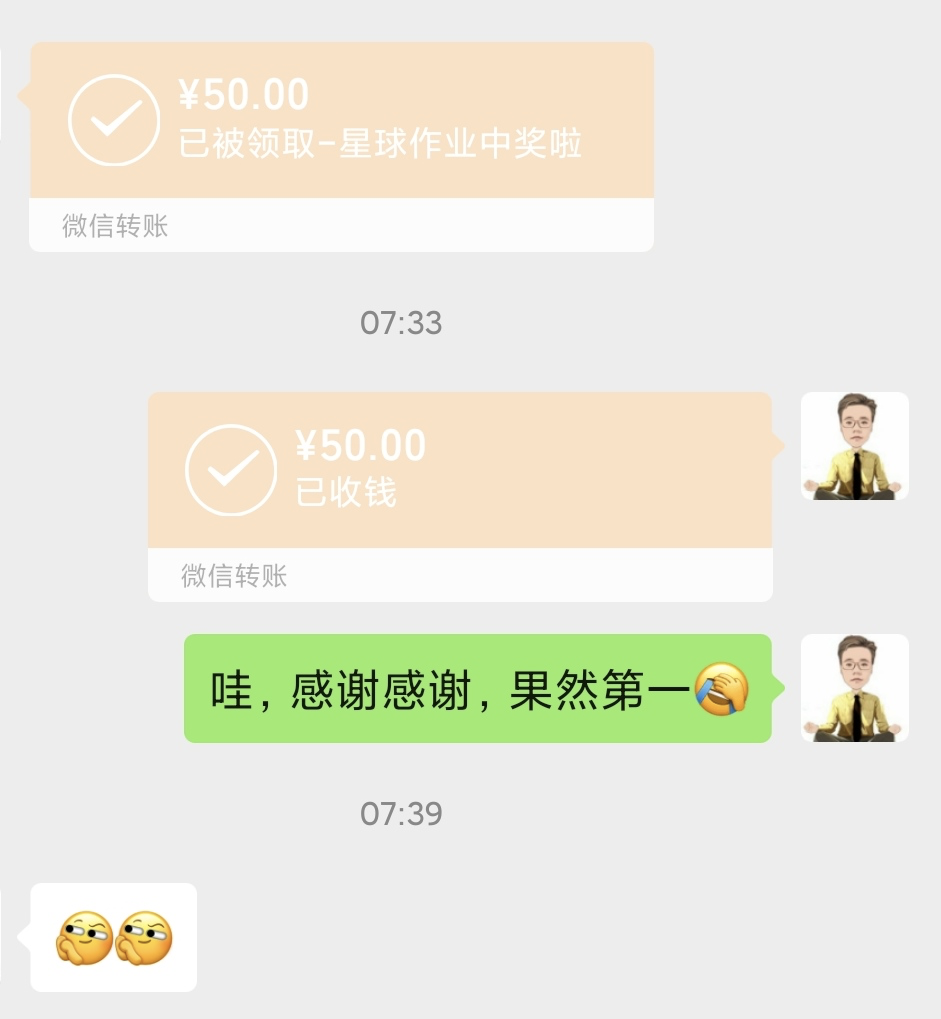 ¥50.00
已被领取-星球作业中奖啦
微信转账
07:33
¥50.00
已收钱
微信转账
哇，感谢感谢，果然第一
07:39